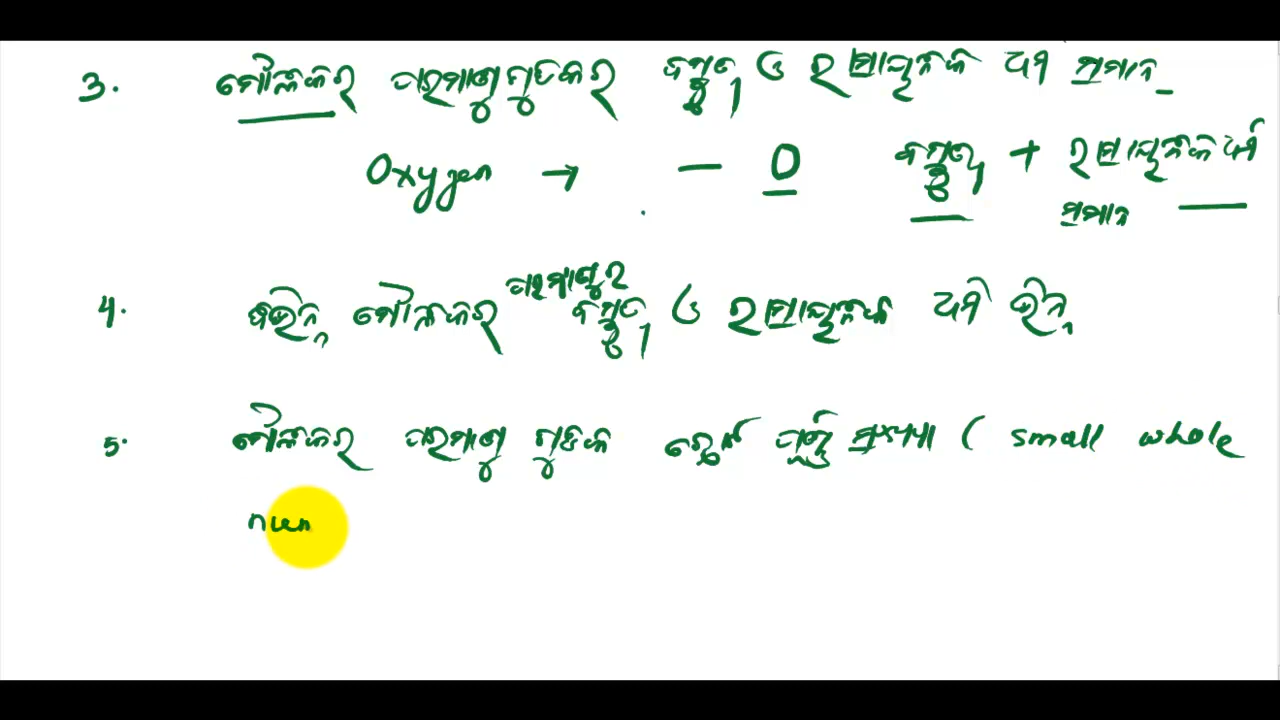 3. ମୌଳିକର ପରମାଣୁ ଗୁଡିକର ବସ୍ତୁତ୍ୱ ଓ ରାସାୟନିକ ଧର୍ମ ସମାନ
Oxygen → — O ବସ୍ତୁତ୍ୱ + ରାସାୟନିକ ଧର୍ମ
ସମାନ
ପରମାଣୁର
4. ବିଭିନ୍ନ ମୌଳିକର ବସ୍ତୁତ୍ୱ ଓ ରାସାୟନିକ ଧର୍ମ ଭିନ୍ନ
5. ମୌଳିକର ପରମାଣୁ ଗୁଡିକ ପୂର୍ଣ୍ଣ ସଂଖ୍ୟା ( small whole
num